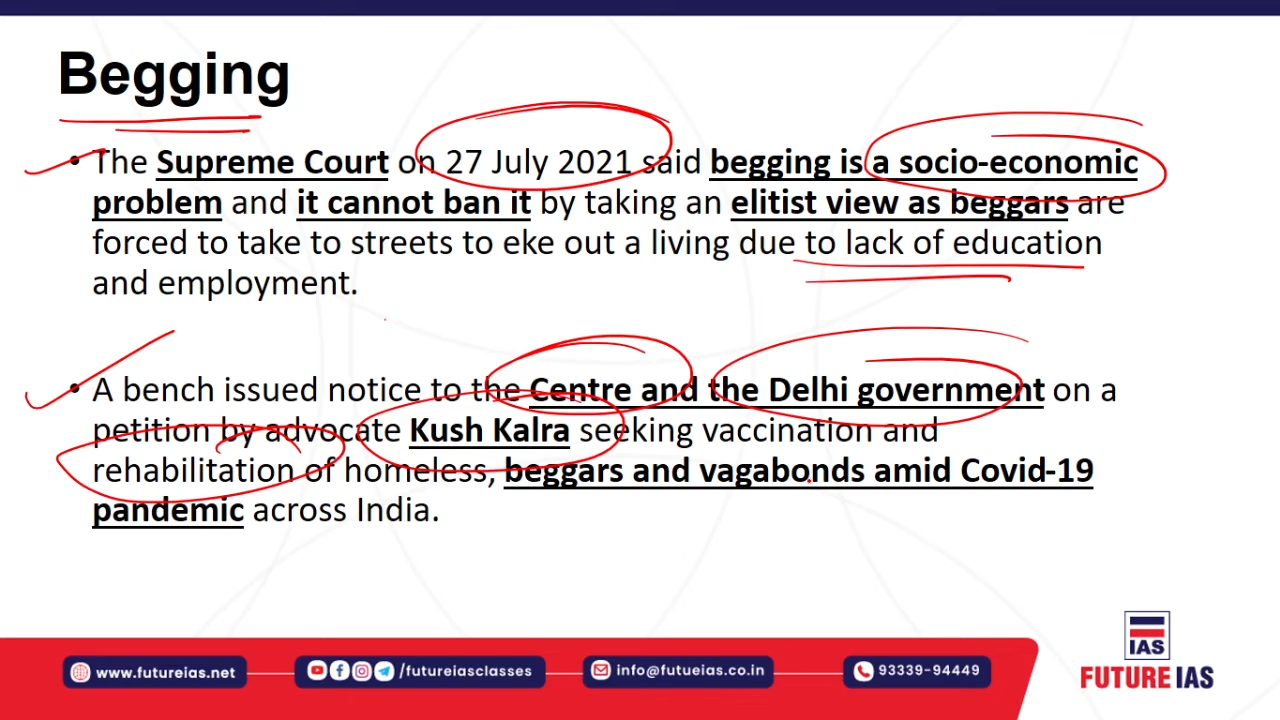 Begging
• The Supreme Court on 27 July 2021 said begging is a socio-economic
problem and it cannot ban it by taking an elitist view as beggars are
forced to take to streets to eke out a living due to lack of education
and employment.
• A bench issued notice to the Centre and the Delhi government on a
petition by advocate Kush Kalra seeking vaccination and
rehabilitation of homeless, beggars and vagabonds amid Covid-19
pandemic across India.
IAS
FUTURE IAS
www.futureias.net
/futureiasclasses
info@futueias.co.in
93339-94449